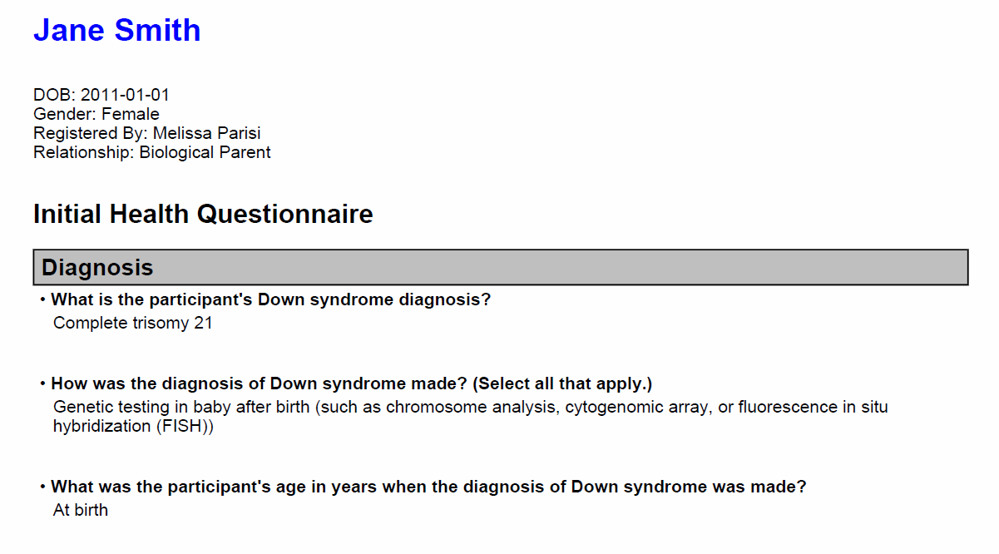 Jane Smith
DOB: 2011-01-01
Gender: Female
Registered By: Melissa Parisi
Relationship: Biological Parent
Initial Health Questionnaire
Diagnosis
• What is the participant's Down syndrome diagnosis?
Complete trisomy 21
• How was the diagnosis of Down syndrome made? (Select all that apply.)
Genetic testing in baby after birth (such as chromosome analysis, cytogenomic array, or fluorescence in situ
hybridization (FISH))
• What was the participant's age in years when the diagnosis of Down syndrome was made?
At birth